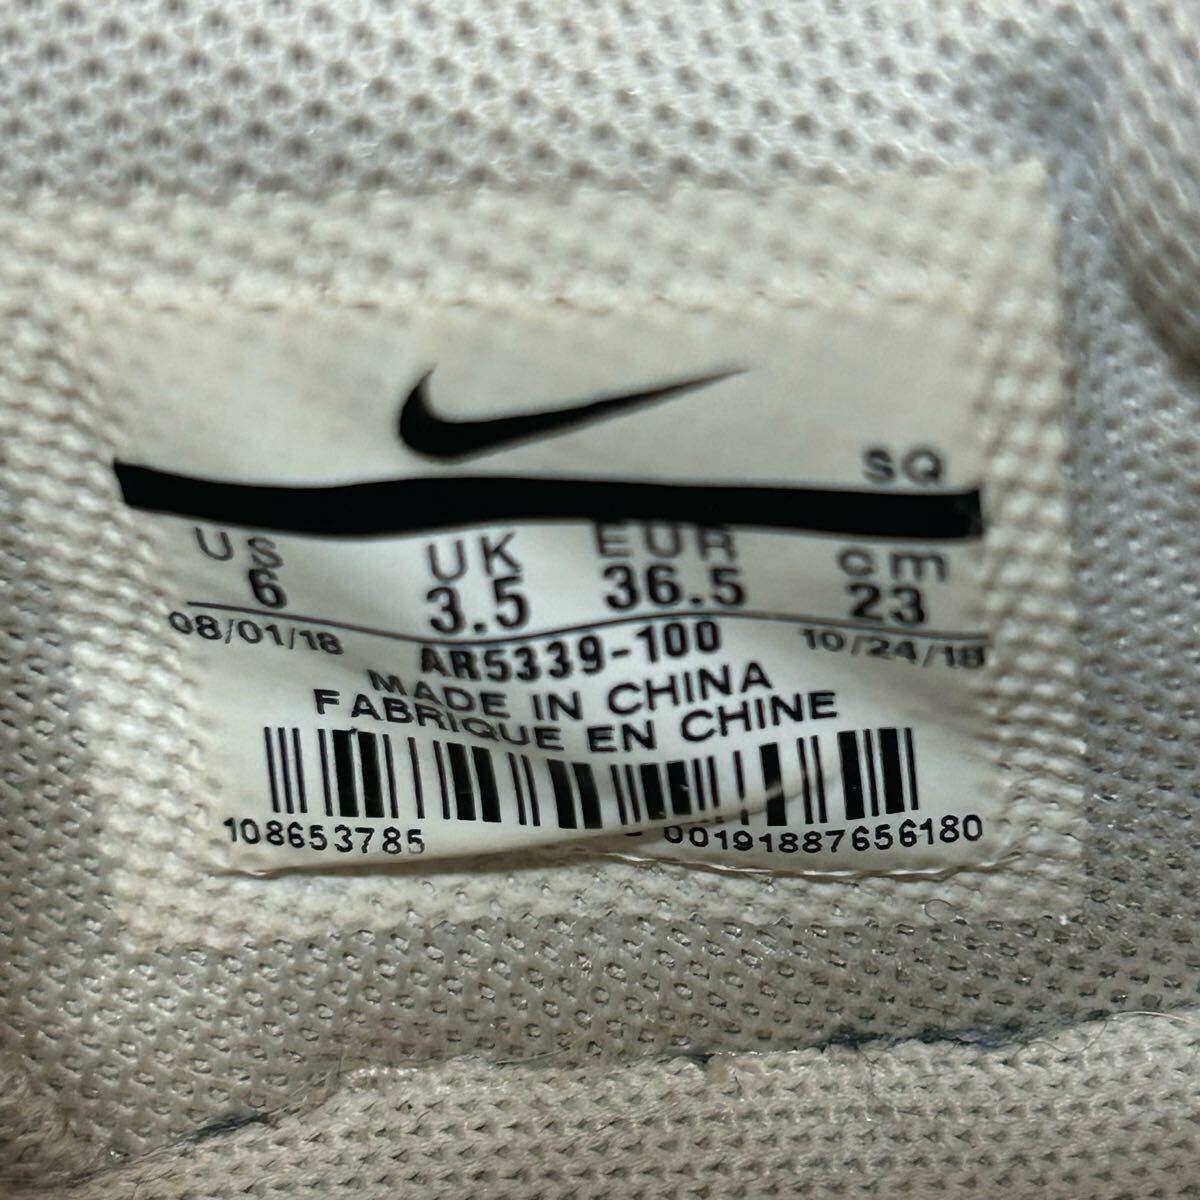 SQ
US UK EUR cm
6 3.5 36.5 23
08/01/18 AR5339-100 10/24/18
MADE IN CHINA
FABRIQUE EN CHINE
108653785 00191887656180